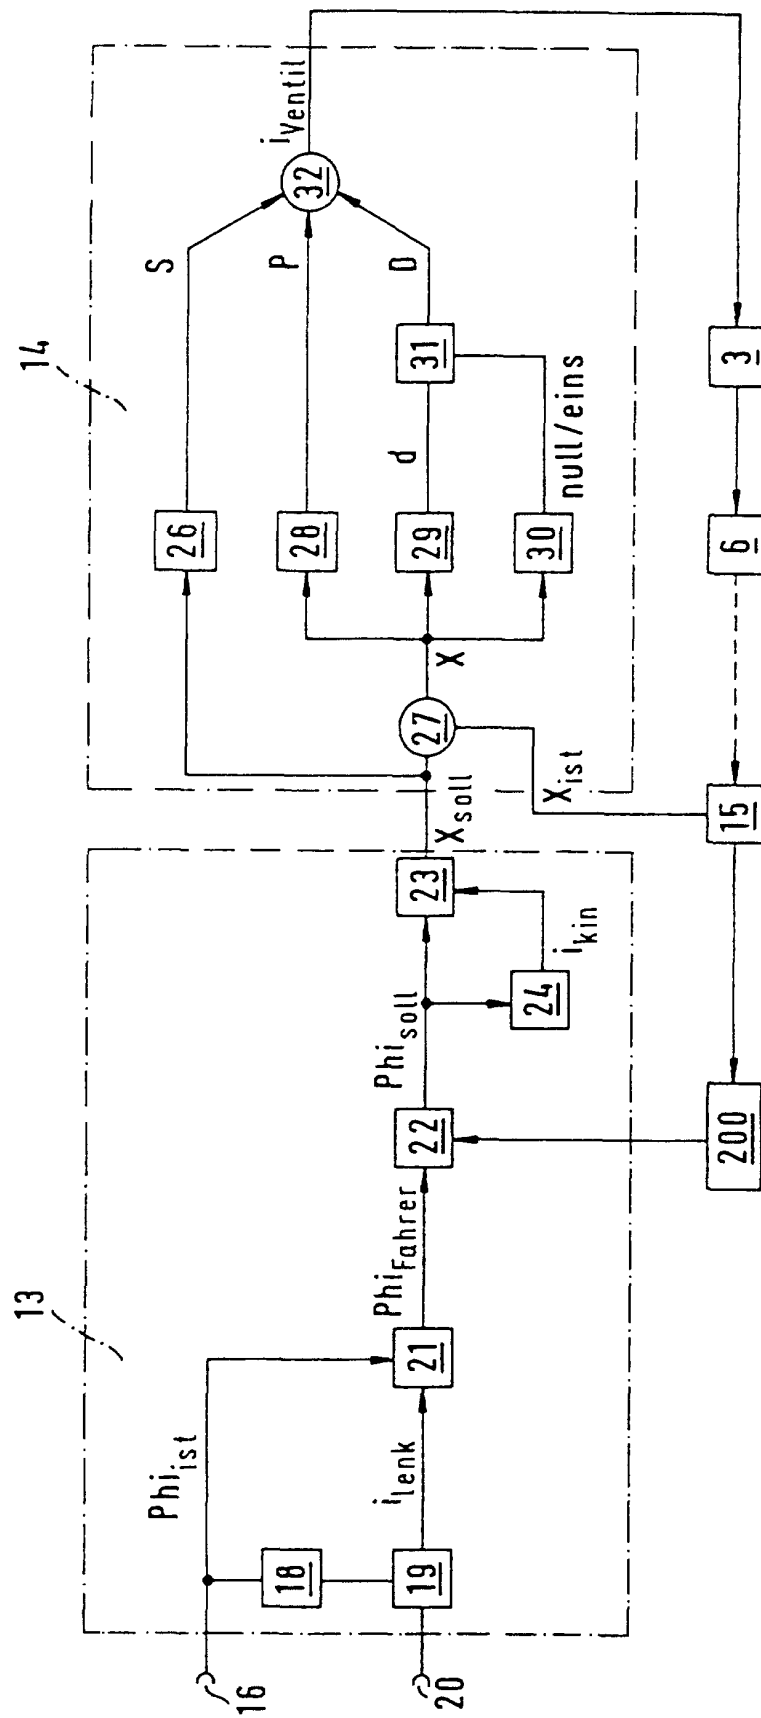 13
14
16
Phi_ist
18
20
19
i_Lenk
21
Phi_Fahrer
22
Phi_soll
24
i_kin
23
X_soll
X_ist
27
X
26
28
29
30
S
P
d
D
null/eins
31
32
i_Ventil
200
15
6
3